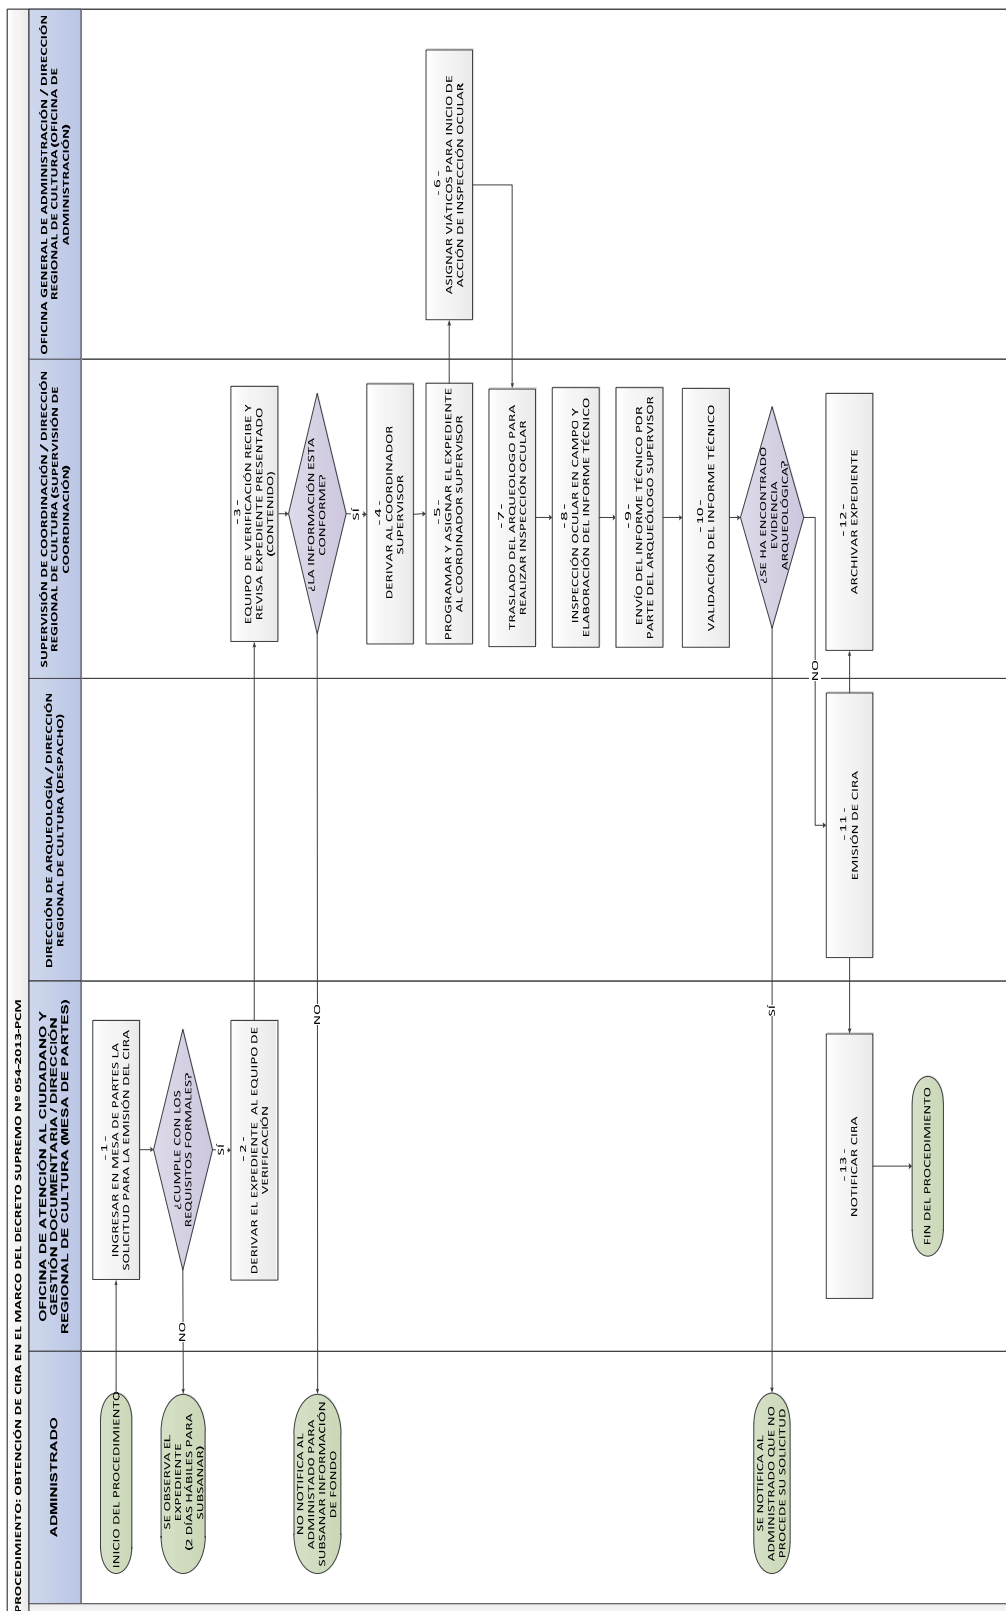 PROCEDIMIENTO: OBTENCIÓN DE CIRA EN EL MARCO DEL DECRETO SUPREMO Nº 054-2013-PCM
ADMINISTRADO
OFICINA DE ATENCIÓN AL CIUDADANO Y
GESTIÓN DOCUMENTARIA / DIRECCIÓN
REGIONAL DE CULTURA (MESA DE PARTES)
DIRECCIÓN DE ARQUEOLOGÍA / DIRECCIÓN
REGIONAL DE CULTURA (DESPACHO)
SUPERVISIÓN DE COORDINACIÓN / DIRECCIÓN
REGIONAL DE CULTURA (SUPERVISIÓN DE
COORDINACIÓN)
OFICINA GENERAL DE ADMINISTRACIÓN / DIRECCIÓN
REGIONAL DE CULTURA (OFICINA DE
ADMINISTRACIÓN)
INICIO DEL PROCEDIMIENTO
- 1 -
INGRESAR EN MESA DE PARTES LA
SOLICITUD PARA LA EMISIÓN DEL CIRA
¿CUMPLE CON LOS
REQUISITOS FORMALES?
NO
SE OBSERVA EL
EXPEDIENTE
(2 DÍAS HÁBILES PARA
SUBSANAR)
SÍ
- 2 -
DERIVAR EL EXPEDIENTE AL EQUIPO DE
VERIFICACIÓN
- 3 -
EQUIPO DE VERIFICACIÓN RECIBE Y
REVISA EXPEDIENTE PRESENTADO
(CONTENIDO)
¿LA INFORMACIÓN ESTA
CONFORME?
NO
NO NOTIFICA AL
ADMINISTADO PARA
SUBSANAR INFORMACIÓN
DE FONDO
SÍ
- 4 -
DERIVAR AL COORDINADOR
SUPERVISOR
- 5 -
PROGRAMAR Y ASIGNAR EL EXPEDIENTE
AL COORDINADOR SUPERVISOR
- 6 -
ASIGNAR VIÁTICOS PARA INICIO DE
ACCIÓN DE INSPECCIÓN OCULAR
- 7 -
TRASLADO DEL ARQUEOLOGO PARA
REALIZAR INSPECCIÓN OCULAR
- 8 -
INSPECCIÓN OCULAR EN CAMPO Y
ELABORACIÓN DEL INFORME TÉCNICO
- 9 -
ENVÍO DEL INFORME TÉCNICO POR
PARTE DEL ARQUEÓLOGO SUPERVISOR
- 10 -
VALIDACIÓN DEL INFORME TÉCNICO
¿SE HA ENCONTRADO
EVIDENCIA
ARQUEOLÓGICA?
SÍ
SE NOTIFICA AL
ADMINISTRADO QUE NO
PROCEDE SU SOLICITUD
NO
- 11 -
EMISIÓN DE CIRA
- 12 -
ARCHIVAR EXPEDIENTE
- 13 -
NOTIFICAR CIRA
FIN DEL PROCEDIMIENTO